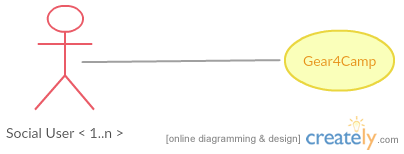 Gear4Camp
Social User < 1..n >
[online diagramming & design] creately.com